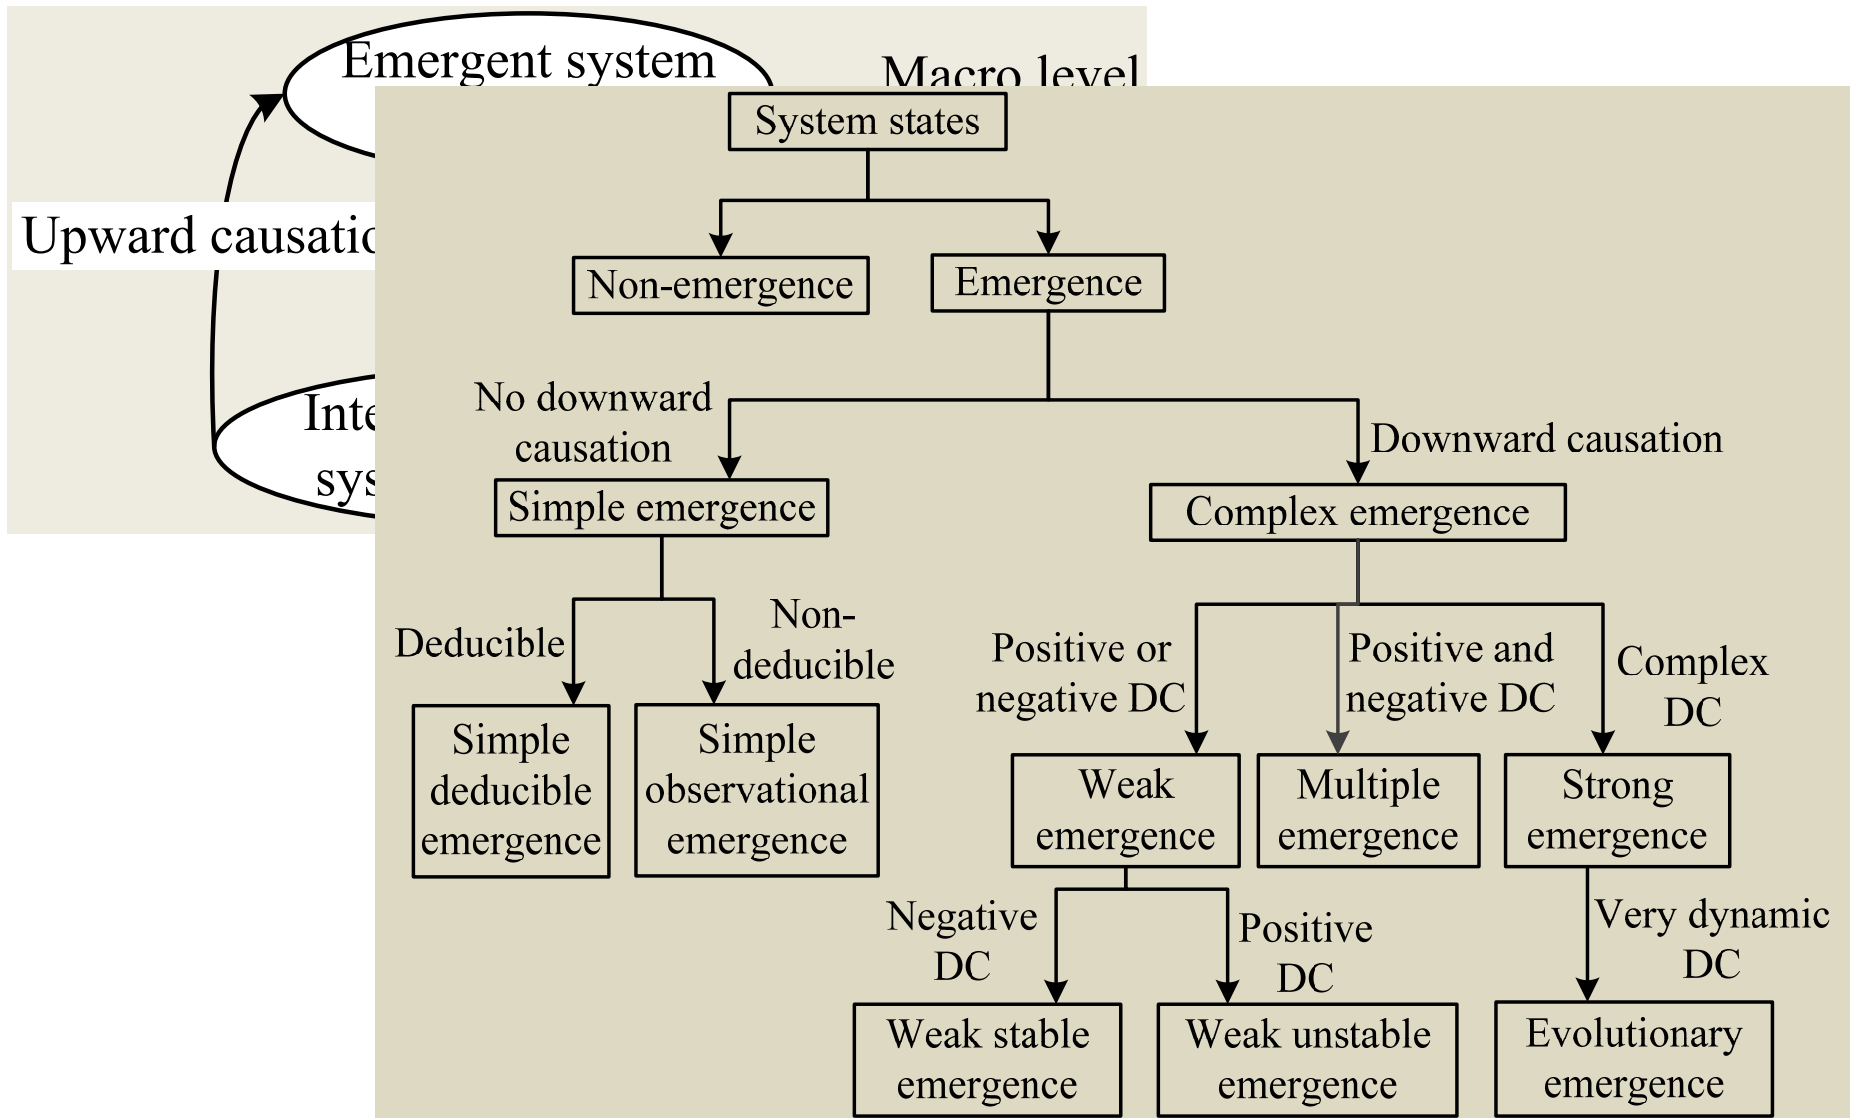 Emergent system
Macro level
Upward causatio
Inte
sys
System states
Non-emergence
Emergence
No downward
causation
Downward causation
Simple emergence
Complex emergence
Deducible
Non-
deducible
Positive or
negative DC
Positive and
negative DC
Complex
DC
Simple
deducible
emergence
Simple
observational
emergence
Weak
emergence
Multiple
emergence
Strong
emergence
Negative
DC
Positive
DC
Very dynamic
DC
Weak stable
emergence
Weak unstable
emergence
Evolutionary
emergence